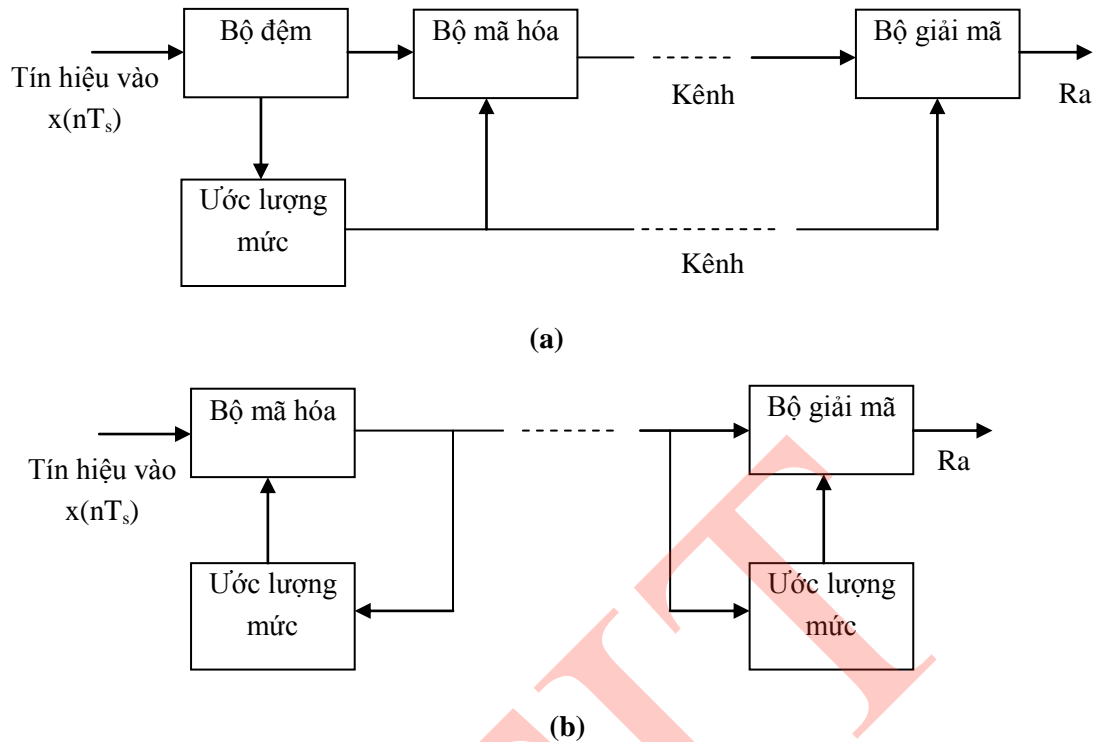 Bộ đệm
Bộ mã hóa
Bộ giải mã
Tín hiệu vào
x(nTₛ)
Kênh
Ra
Ước lượng
mức
Kênh
(a)
Bộ mã hóa
Bộ giải mã
Tín hiệu vào
x(nTₛ)
Ra
Ước lượng
mức
Ước lượng
mức
(b)